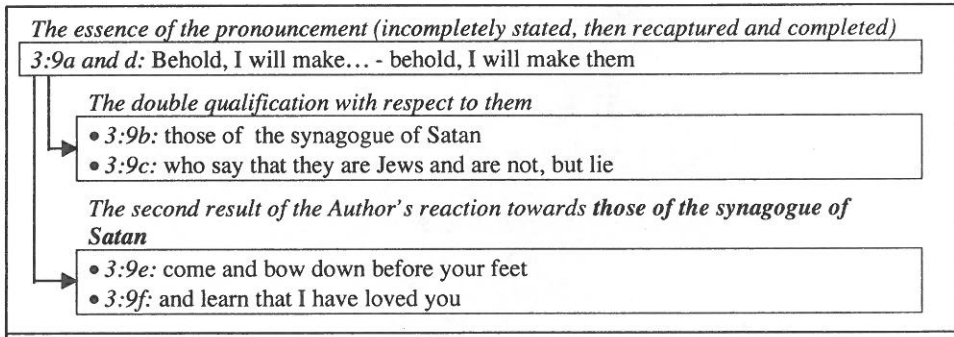 The essence of the pronouncement (incompletely stated, then recaptured and completed)
3:9a and d: Behold, I will make… - behold, I will make them
The double qualification with respect to them
• 3:9b: those of the synagogue of Satan
• 3:9c: who say that they are Jews and are not, but lie
The second result of the Author's reaction towards those of the synagogue of
Satan
• 3:9e: come and bow down before your feet
• 3:9f: and learn that I have loved you